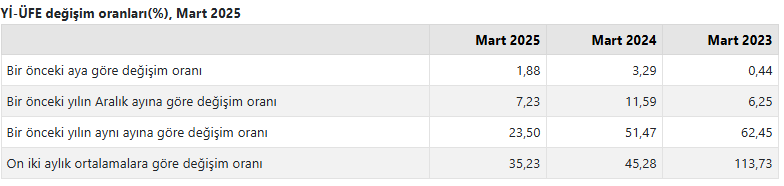 Yİ-ÜFE değişim oranları(%), Mart 2025
Mart 2025 Mart 2024 Mart 2023
Bir önceki aya göre değişim oranı 1,88 3,29 0,44
Bir önceki yılın Aralık ayına göre değişim oranı 7,23 11,59 6,25
Bir önceki yılın aynı ayına göre değişim oranı 23,50 51,47 62,45
On iki aylık ortalamalara göre değişim oranı 35,23 45,28 113,73